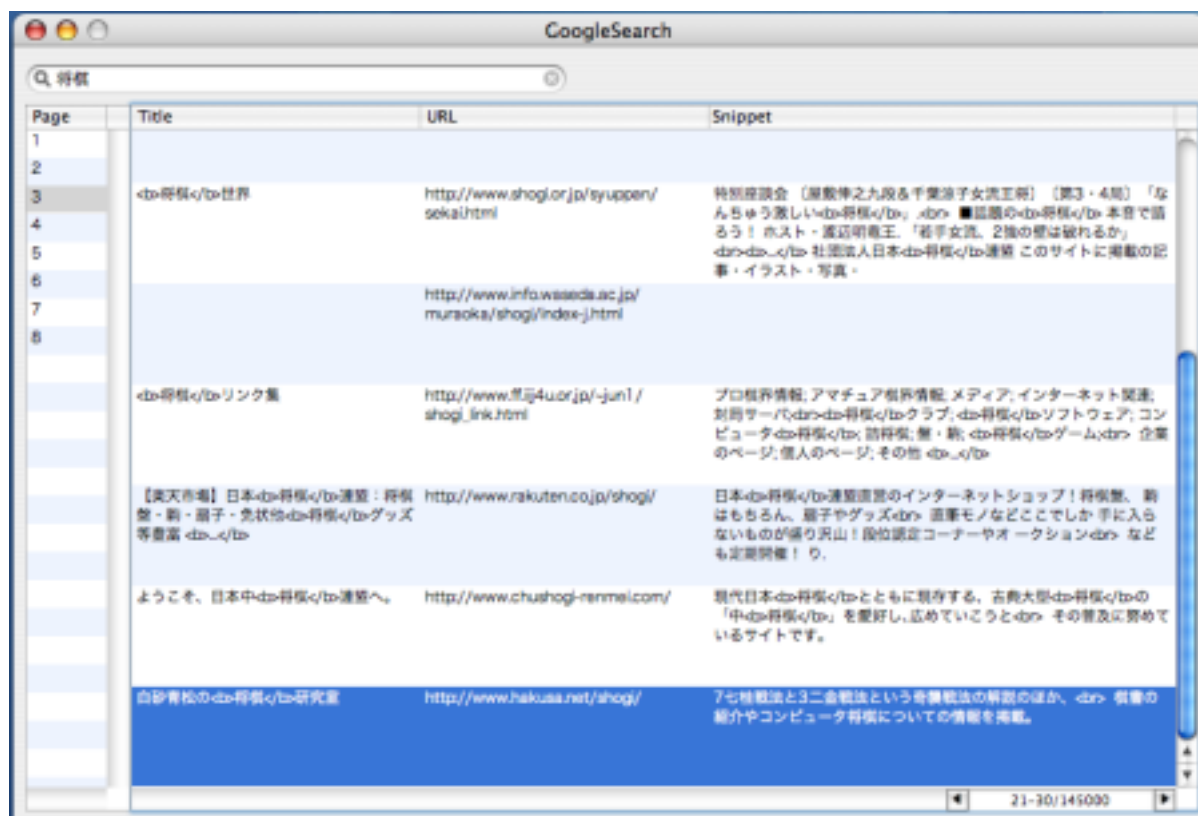 GoogleSearch
将棋
Page Title URL Snippet
1
2
3
4
5
6
7
8
<b>将棋</b>世界
http://www.shogi.or.jp/syuppen/
sekai.html
特別座談会 〔屋敷伸之九段&千葉涼子女流王将〕 〔第3・4局〕 「な
んちゅう激しい<b>将棋</b>」.<br> ■話題の<b>将棋</b> 本音で語
ろう! ホスト・渡辺明竜王.「若手女流、2強の壁は破れるか」
<br><b>...</b> 社団法人日本<b>将棋</b>連盟 このサイトに掲載の記
事・イラスト・写真・
http://www.info.waseda.ac.jp/
muraoka/shogi/index-j.html
<b>将棋</b>リンク集
http://www.ff.iij4u.or.jp/~jun1/
shogi_link.html
プロ棋界情報; アマチュア棋界情報; メディア; インターネット関連;
対局サーバ;<br><b>将棋</b>クラブ; <b>将棋</b>ソフトウェア; コン
ピュータ<b>将棋</b>; 詰将棋; 盤・駒; <b>将棋</b>ゲーム;<br> 企業
のページ; 個人のページ; その他 <b>...</b>
【楽天市場】日本<b>将棋</b>連盟:将棋
盤・駒・扇子・免状他<b>将棋</b>グッズ
等豊富 <b>...</b>
http://www.rakuten.co.jp/shogi/
日本<b>将棋</b>連盟直営のインターネットショップ!将棋盤、 駒
はもちろん、扇子やグッズ<br> 直筆モノなどここでしか 手に入ら
ないものが盛り沢山!段位認定コーナーやオ ークション<br> など
も定期開催! り.
ようこそ、日本中<b>将棋</b>連盟へ。
http://www.chushogi-renmei.com/
現代日本<b>将棋</b>とともに現存する、古典大型<b>将棋</b>の
「中<b>将棋</b>」を愛好し、広めていこうと<br> その普及に努めて
いるサイトです。
白砂青松の<b>将棋</b>研究室
http://www.hakusa.net/shogi/
7七桂戦法と3二金戦法という奇襲戦法の解説のほか、<br> 棋書の
紹介やコンピュータ将棋についての情報を掲載。
21-30/145000